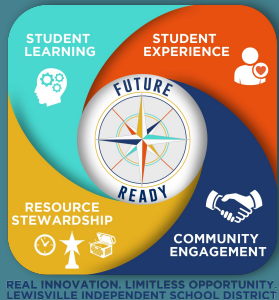 STUDENT
LEARNING
STUDENT
EXPERIENCE
FUTURE
READY
RESOURCE
STEWARDSHIP
COMMUNITY
ENGAGEMENT
REAL INNOVATION. LIMITLESS OPPORTUNITY.
LEWISVILLE INDEPENDENT SCHOOL DISTRICT